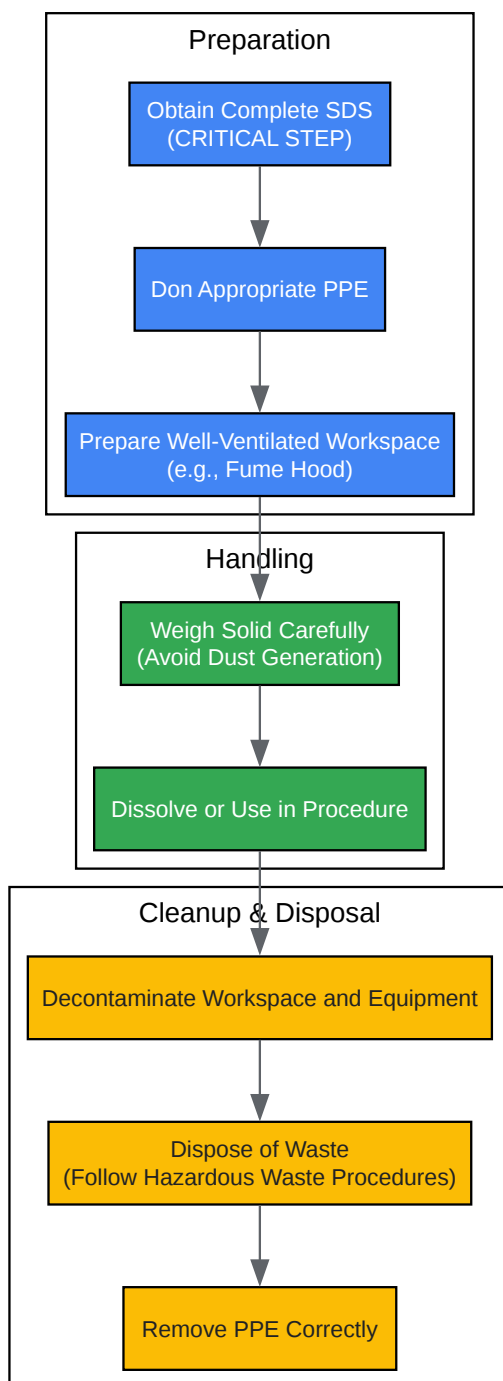 Preparation
Obtain Complete SDS
(CRITICAL STEP)
Don Appropriate PPE
Prepare Well-Ventilated Workspace
(e.g., Fume Hood)
Handling
Weigh Solid Carefully
(Avoid Dust Generation)
Dissolve or Use in Procedure
Cleanup & Disposal
Decontaminate Workspace and Equipment
Dispose of Waste
(Follow Hazardous Waste Procedures)
Remove PPE Correctly